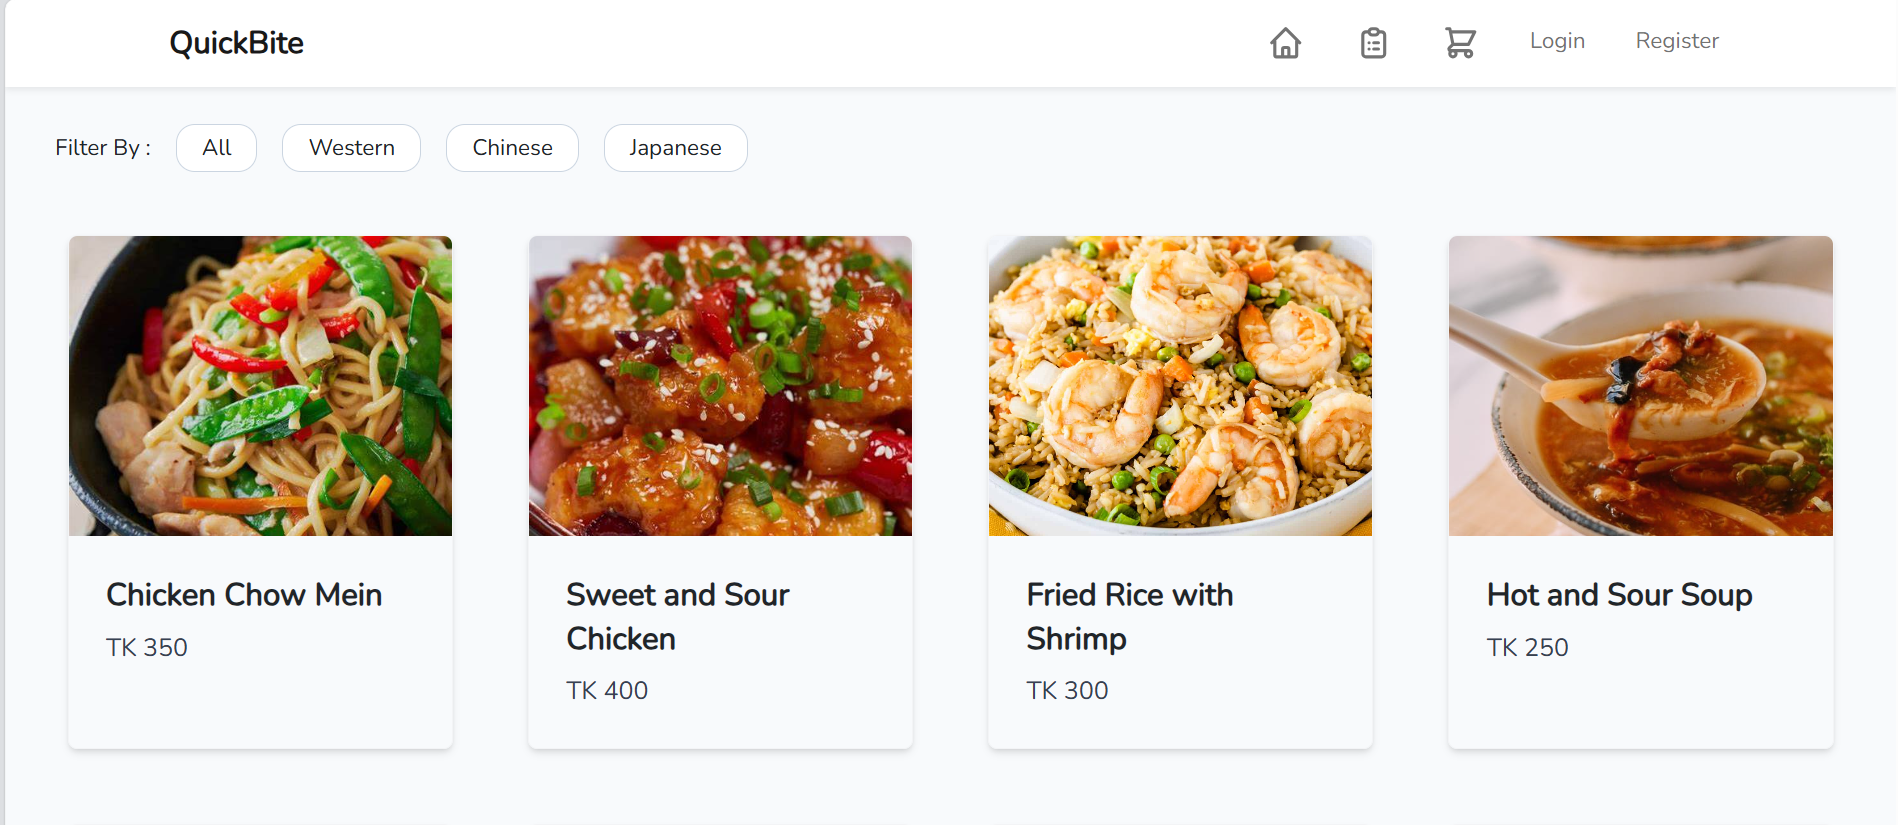 QuickBite
Login
Register
Filter By :
All
Western
Chinese
Japanese
Chicken Chow Mein
TK 350
Sweet and Sour
Chicken
TK 400
Fried Rice with
Shrimp
TK 300
Hot and Sour Soup
TK 250